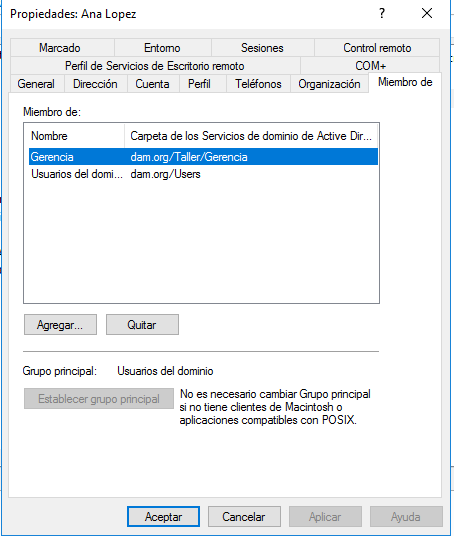 Propiedades: Ana Lopez ? ×
Marcado Entorno Sesiones Control remoto
Perfil de Servicios de Escritorio remoto COM+
General Dirección Cuenta Perfil Teléfonos Organización Miembro de
Miembro de:
Nombre Carpeta de los Servicios de dominio de Active Dir...
Gerencia dam.org/Taller/Gerencia
Usuarios del domi... dam.org/Users
Agregar... Quitar
Grupo principal: Usuarios del dominio
Establecer grupo principal
No es necesario cambiar Grupo principal
si no tiene clientes de Macintosh o
aplicaciones compatibles con POSIX.
Aceptar Cancelar Aplicar Ayuda